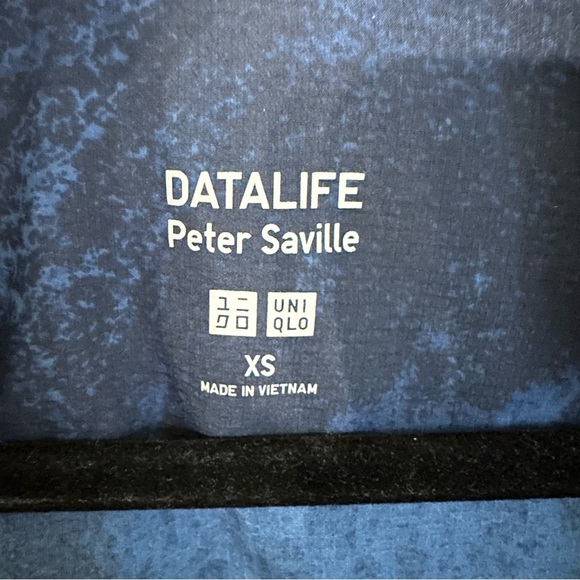 DATALIFE
Peter Saville
ユニ UNI
クロ QLO
XS
MADE IN VIETNAM